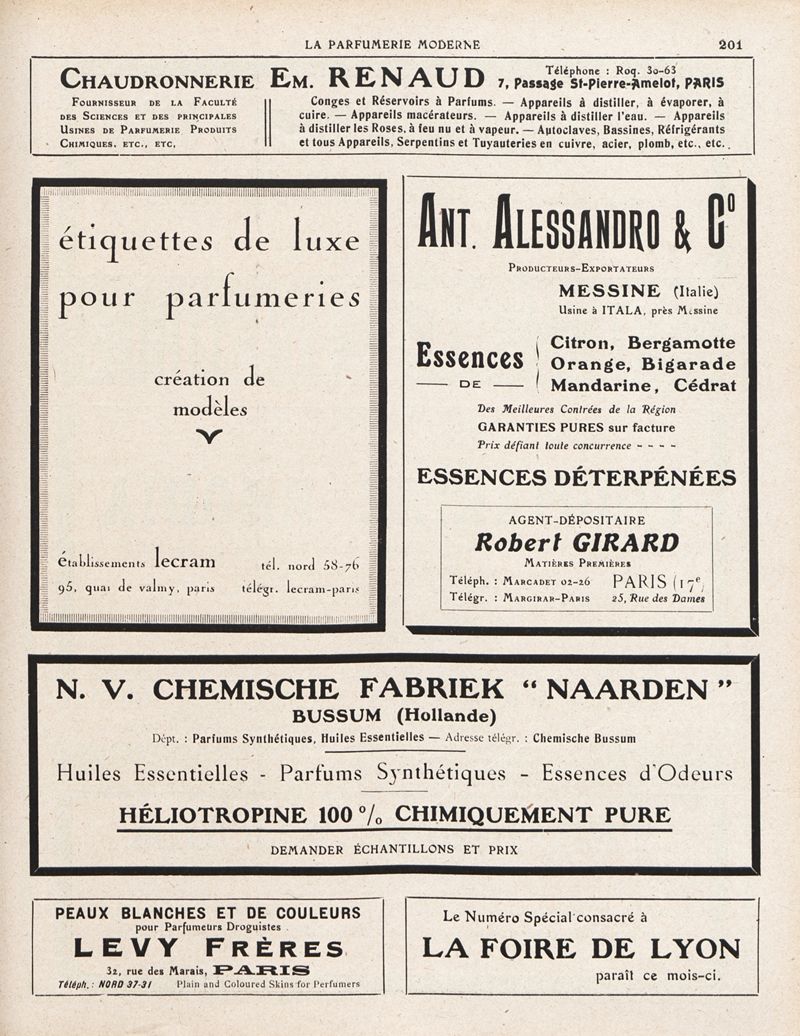 LA PARFUMERIE MODERNE
201
CHAUDRONNERIE EM. RENAUD
Téléphone : Roq. 30-63
7, Passage St-Pierre-Amelot, PARIS
FOURNISSEUR DE LA FACULTÉ
DES SCIENCES ET DES PRINCIPALES
USINES DE PARFUMERIE PRODUITS
CHIMIQUES, ETC., ETC,
Conges et Réservoirs à Parfums. — Appareils à distiller, à évaporer, à
cuire. — Appareils macérateurs. — Appareils à distiller l'eau. — Appareils
à distiller les Roses, à feu nu et à vapeur. — Autoclaves, Bassines, Réfrigérants
et tous Appareils, Serpentins et Tuyauteries en cuivre, acier, plomb, etc., etc..
étiquettes de luxe
pour parfumeries
création de
modèles
établissements lecram
tél. nord 58-76
95, quai de valmy, paris
télégr. lecram-paris
ANT. ALESSANDRO & Co
PRODUCTEURS-EXPORTATEURS
MESSINE (Italie)
Usine à ITALA, près Messine
Essences
DE
Citron, Bergamotte
Orange, Bigarade
Mandarine, Cédrat
Des Meilleures Contrées de la Région
GARANTIES PURES sur facture
Prix défiant toute concurrence - - - -
ESSENCES DÉTERPÉNÉES
AGENT-DÉPOSITAIRE
Robert GIRARD
MATIÈRES PREMIÈRES
Téléph. : MARCADET 02-26 PARIS (17e)
Télégr. : MARGIRAR-PARIS 25, Rue des Dames
N. V. CHEMISCHE FABRIEK “ NAARDEN ”
BUSSUM (Hollande)
Dépt. : Parfums Synthétiques, Huiles Essentielles — Adresse télégr. : Chemische Bussum
Huiles Essentielles - Parfums Synthétiques - Essences d'Odeurs
HÉLIOTROPINE 100 % CHIMIQUEMENT PURE
DEMANDER ÉCHANTILLONS ET PRIX
PEAUX BLANCHES ET DE COULEURS
pour Parfumeurs Droguistes
LEVY FRÈRES
32, rue des Marais, PARIS
Téléph. : NORD 37-31 Plain and Coloured Skins for Perfumers
Le Numéro Spécial consacré à
LA FOIRE DE LYON
paraît ce mois-ci.